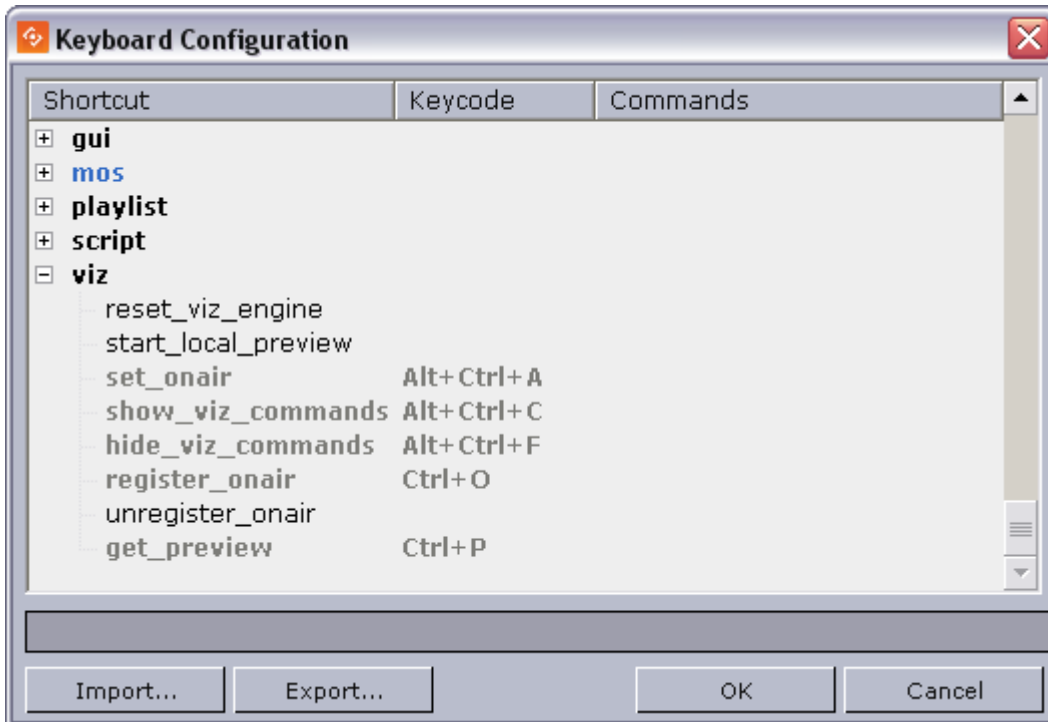 Keyboard Configuration
Shortcut Keycode Commands
gui
mos
playlist
script
viz
reset_viz_engine
start_local_preview
set_onair Alt+Ctrl+A
show_viz_commands Alt+Ctrl+C
hide_viz_commands Alt+Ctrl+F
register_onair Ctrl+O
unregister_onair
get_preview Ctrl+P
Import... Export... OK Cancel